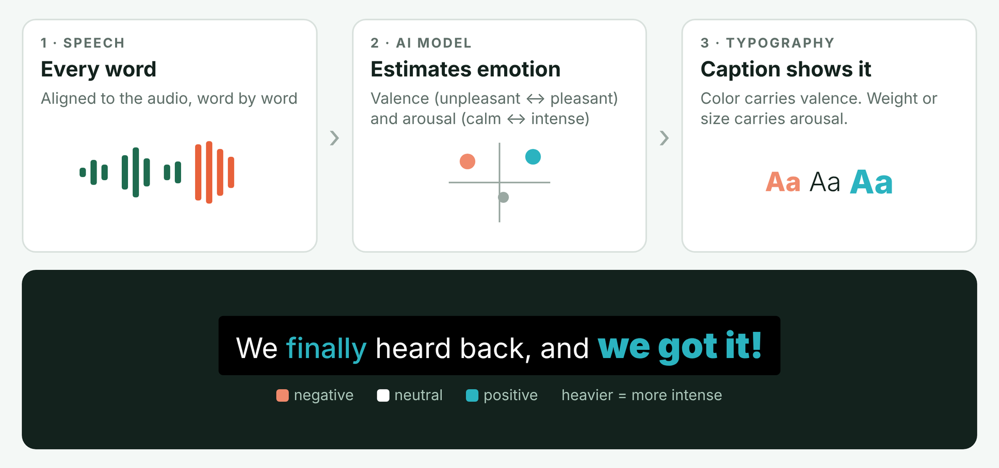 1 · SPEECH
Every word
Aligned to the audio, word by word
2 · AI MODEL
Estimates emotion
Valence (unpleasant ↔ pleasant)
and arousal (calm ↔ intense)
3 · TYPOGRAPHY
Caption shows it
Color carries valence. Weight or
size carries arousal.
Aa Aa Aa
We finally heard back, and we got it!
negative neutral positive heavier = more intense